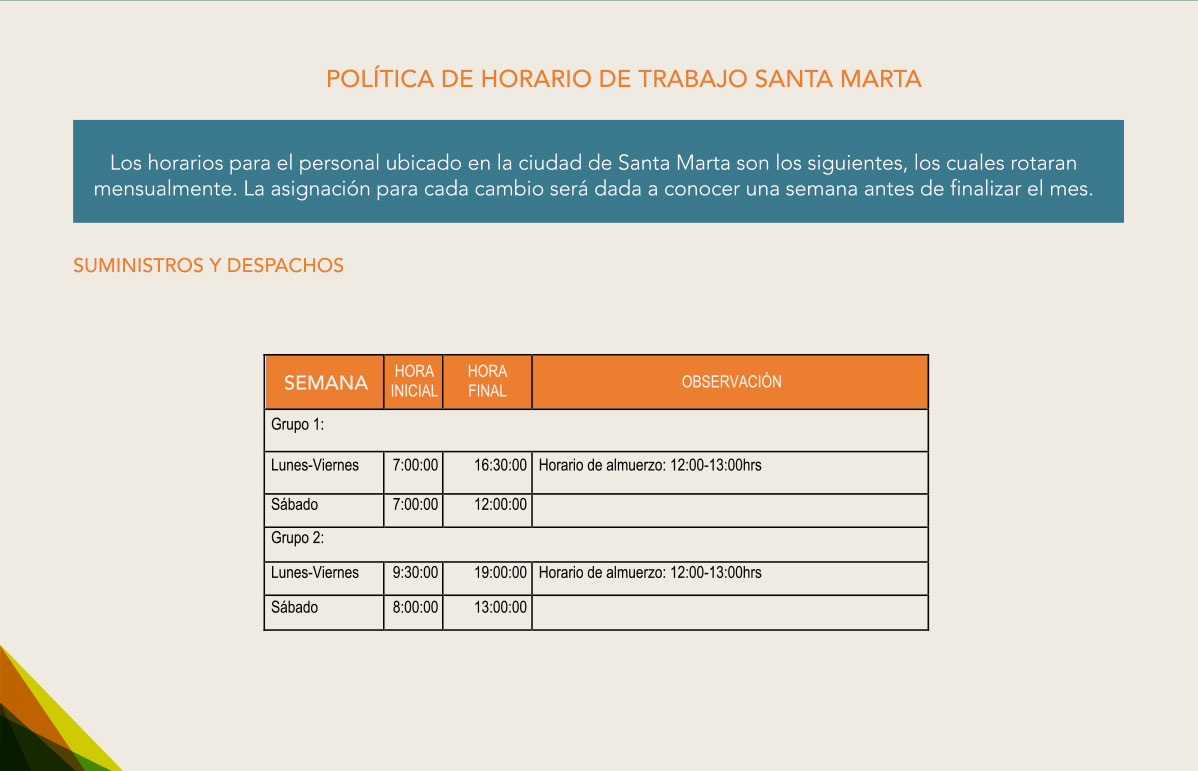 POLÍTICA DE HORARIO DE TRABAJO SANTA MARTA
Los horarios para el personal ubicado en la ciudad de Santa Marta son los siguientes, los cuales rotaran
mensualmente. La asignación para cada cambio será dada a conocer una semana antes de finalizar el mes.
SUMINISTROS Y DESPACHOS
SEMANA HORA INICIAL HORA FINAL OBSERVACIÓN
Grupo 1:
Lunes-Viernes 7:00:00 16:30:00 Horario de almuerzo: 12:00-13:00hrs
Sábado 7:00:00 12:00:00
Grupo 2:
Lunes-Viernes 9:30:00 19:00:00 Horario de almuerzo: 12:00-13:00hrs
Sábado 8:00:00 13:00:00